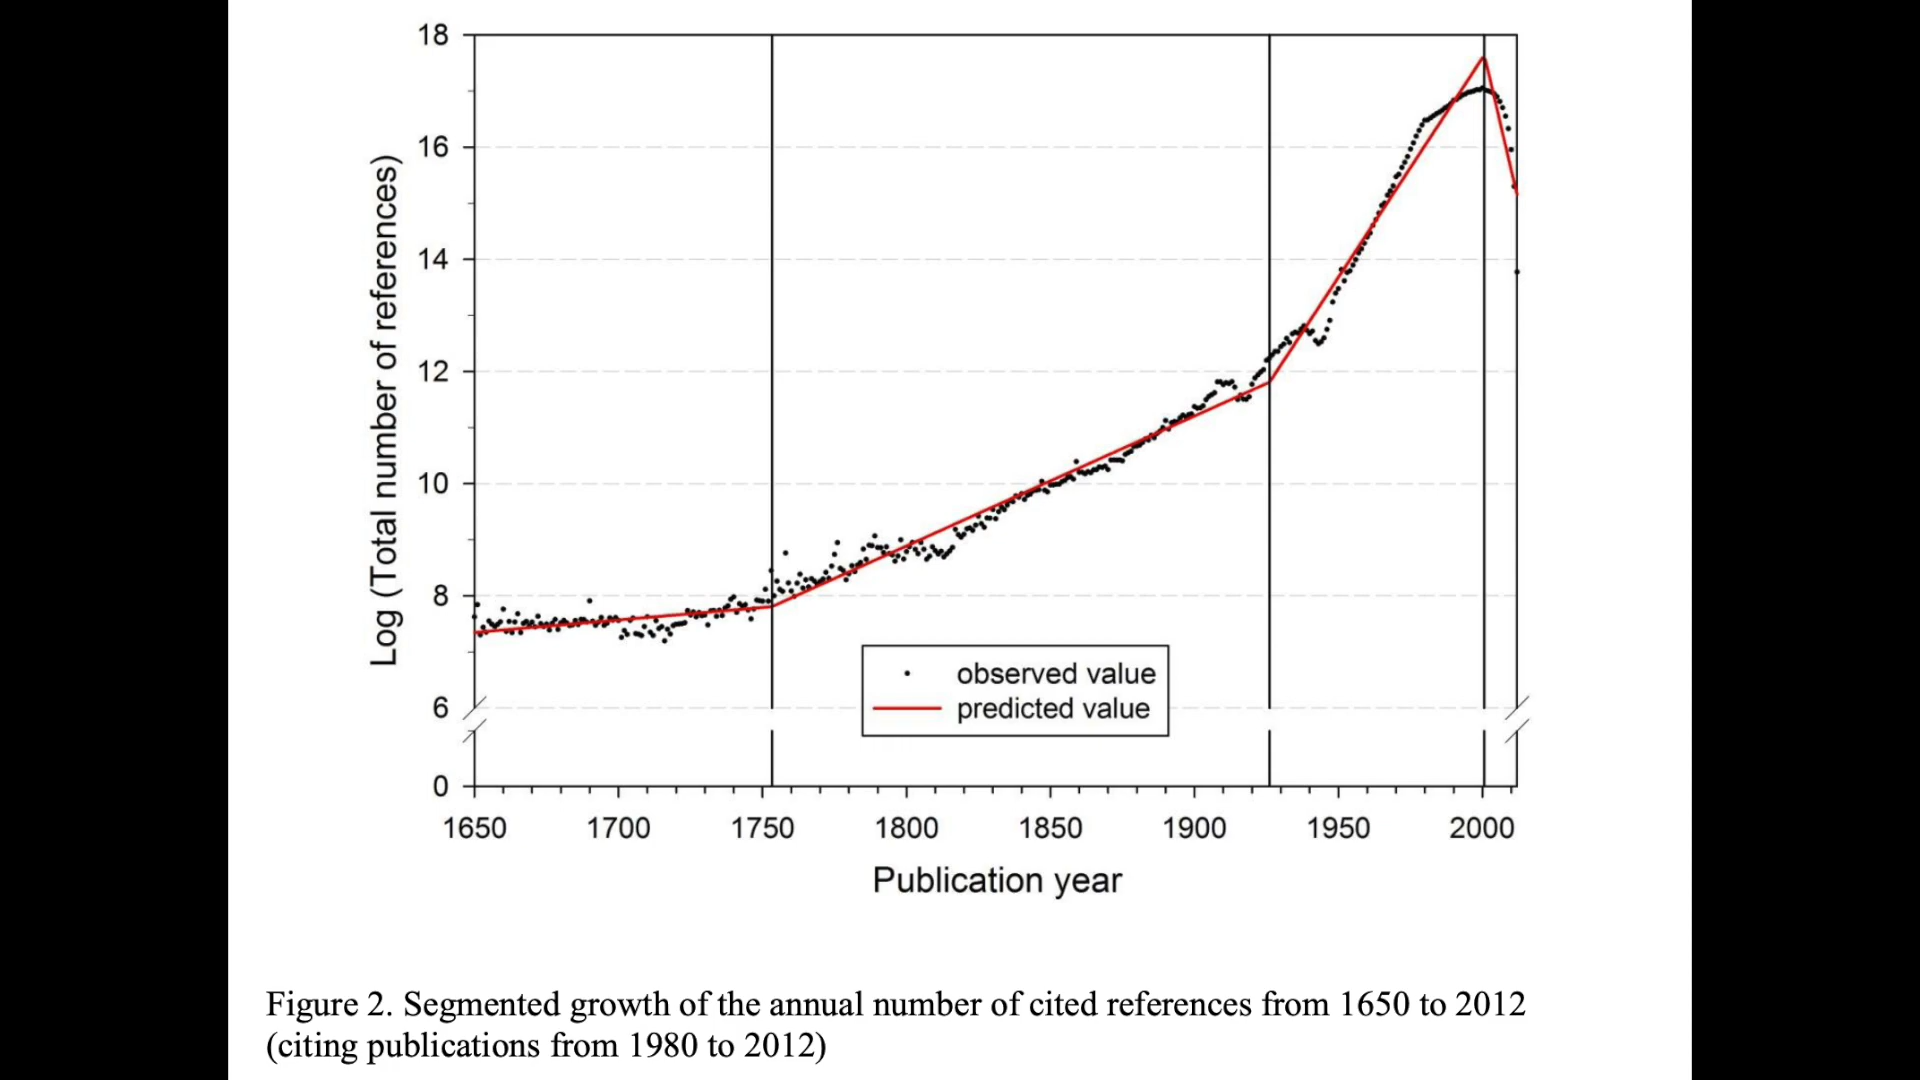 18
16
14
12
10
8
6
0
Log (Total number of references)
observed value
predicted value
1650 1700 1750 1800 1850 1900 1950 2000
Publication year
Figure 2. Segmented growth of the annual number of cited references from 1650 to 2012
(citing publications from 1980 to 2012)